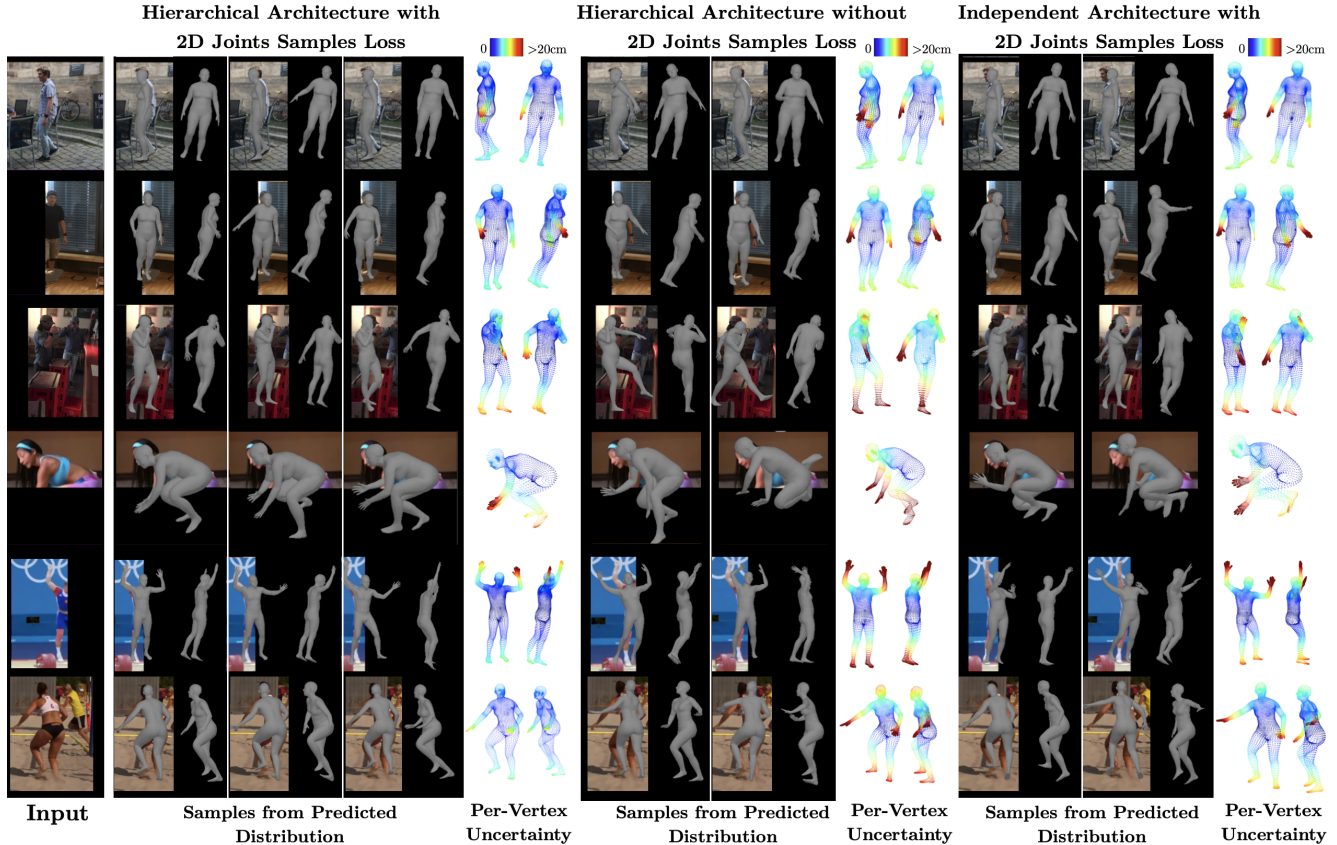 Hierarchical Architecture with
2D Joints Samples Loss
0 >20cm
Hierarchical Architecture without
2D Joints Samples Loss
0 >20cm
Independent Architecture with
2D Joints Samples Loss
0 >20cm
Input
Samples from Predicted
Distribution
Per-Vertex
Uncertainty
Samples from Predicted
Distribution
Per-Vertex
Uncertainty
Samples from Predicted
Distribution
Per-Vertex
Uncertainty